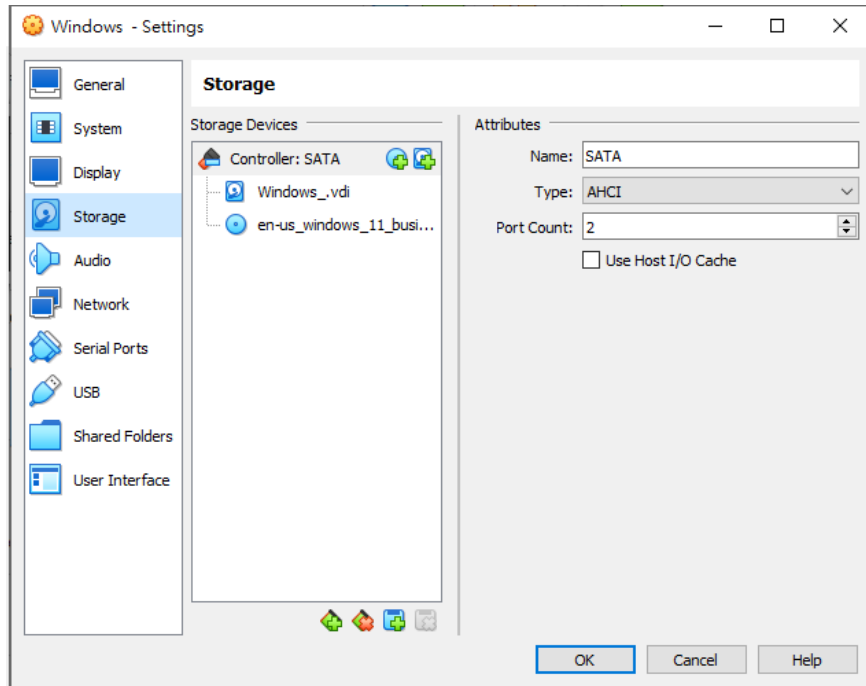 Windows - Settings
General
System
Display
Storage
Audio
Network
Serial Ports
USB
Shared Folders
User Interface
Storage
Storage Devices
Controller: SATA
Windows_.vdi
en-us_windows_11_busi...
Attributes
Name: SATA
Type: AHCI
Port Count: 2
Use Host I/O Cache
OK
Cancel
Help